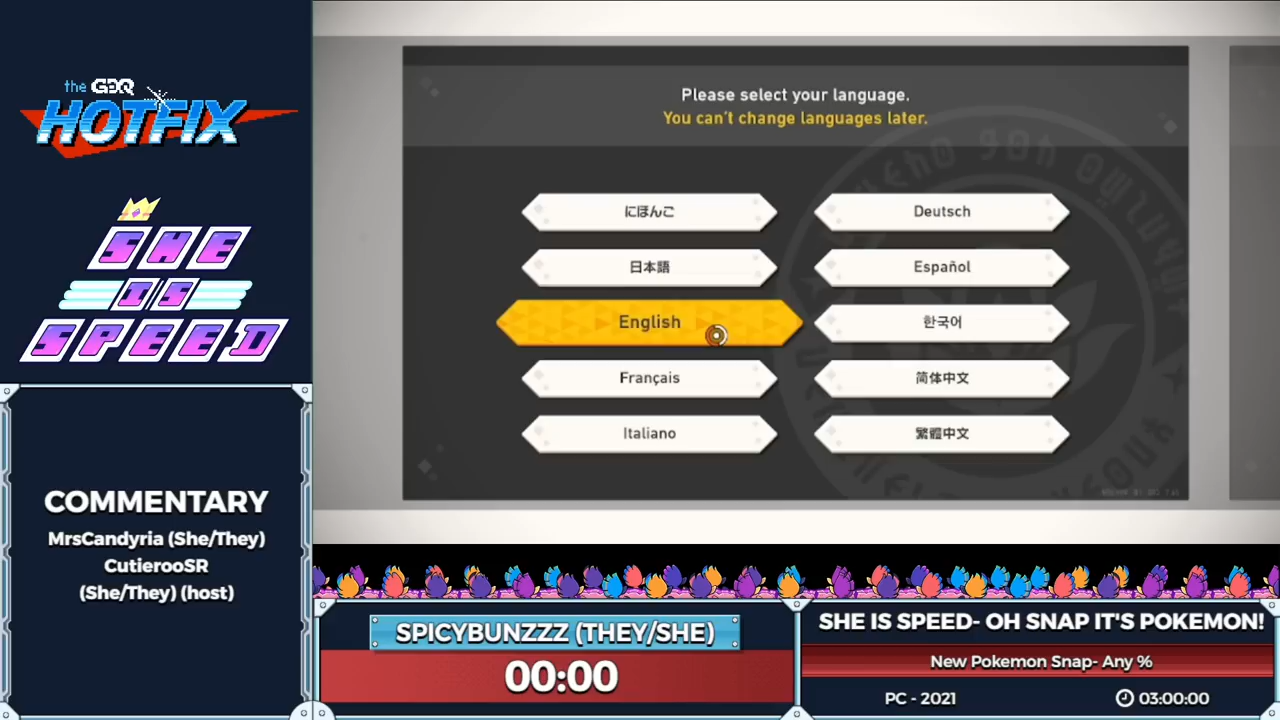 the GDQ
HOTFIX
SHE
IS
SPEED
COMMENTARY
MrsCandyria (She/They)
CutierooSR
(She/They) (host)
Please select your language.
You can't change languages later.
にほんご
日本語
English
Français
Italiano
Deutsch
Español
한국어
简体中文
繁體中文
SPICYBUNZZZ (THEY/SHE)
00:00
SHE IS SPEED- OH SNAP IT'S POKEMON!
New Pokemon Snap- Any %
PC - 2021
03:00:00